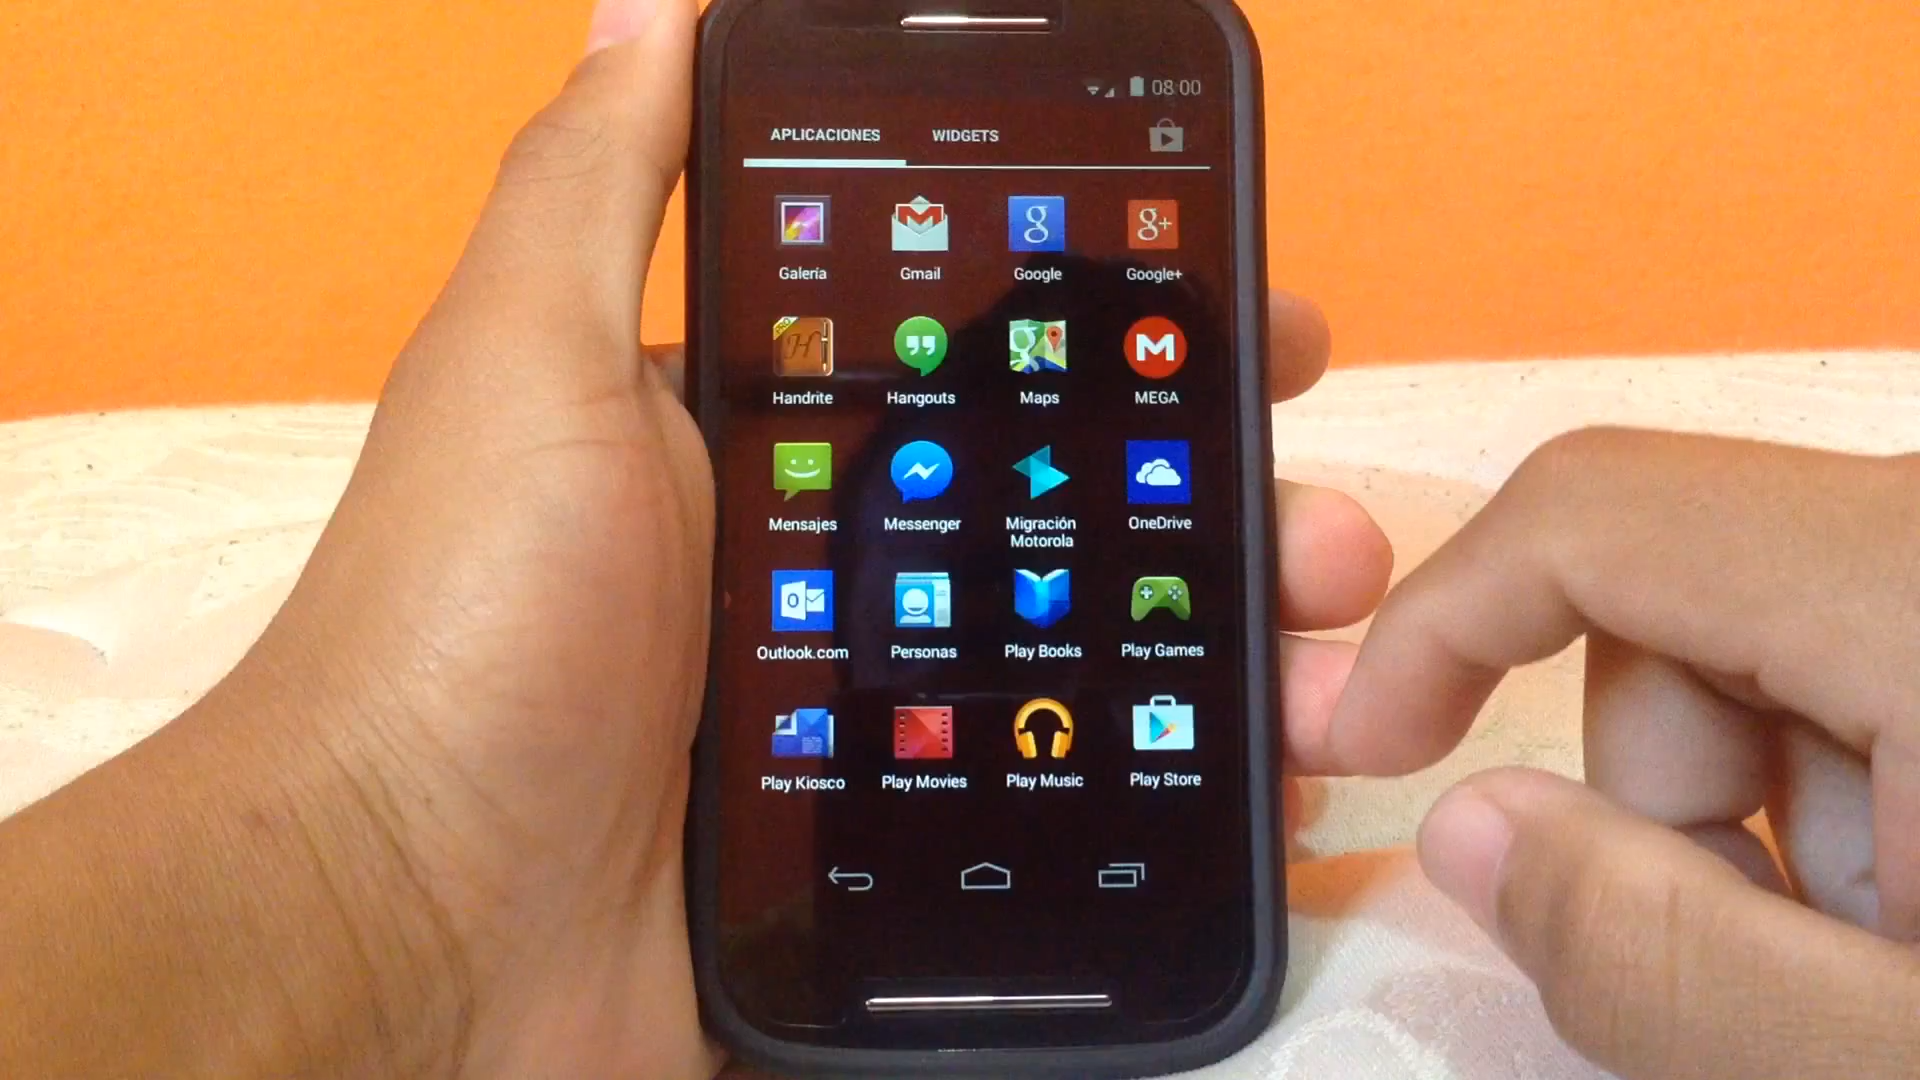 08:00
APLICACIONES WIDGETS
Galería Gmail Google Google+
Handrite Hangouts Maps MEGA
Mensajes Messenger Migración Motorola OneDrive
Outlook.com Personas Play Books Play Games
Play Kiosco Play Movies Play Music Play Store